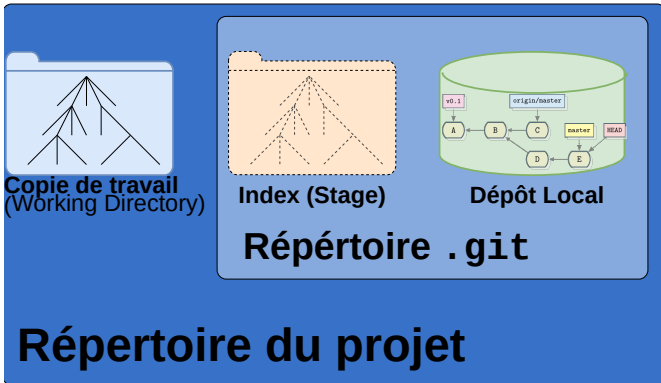 v0.1
origin/master
A
B
C
master
HEAD
D
E
Copie de travail
(Working Directory)
Index (Stage)
Dépôt Local
Répértoire .git
Répertoire du projet